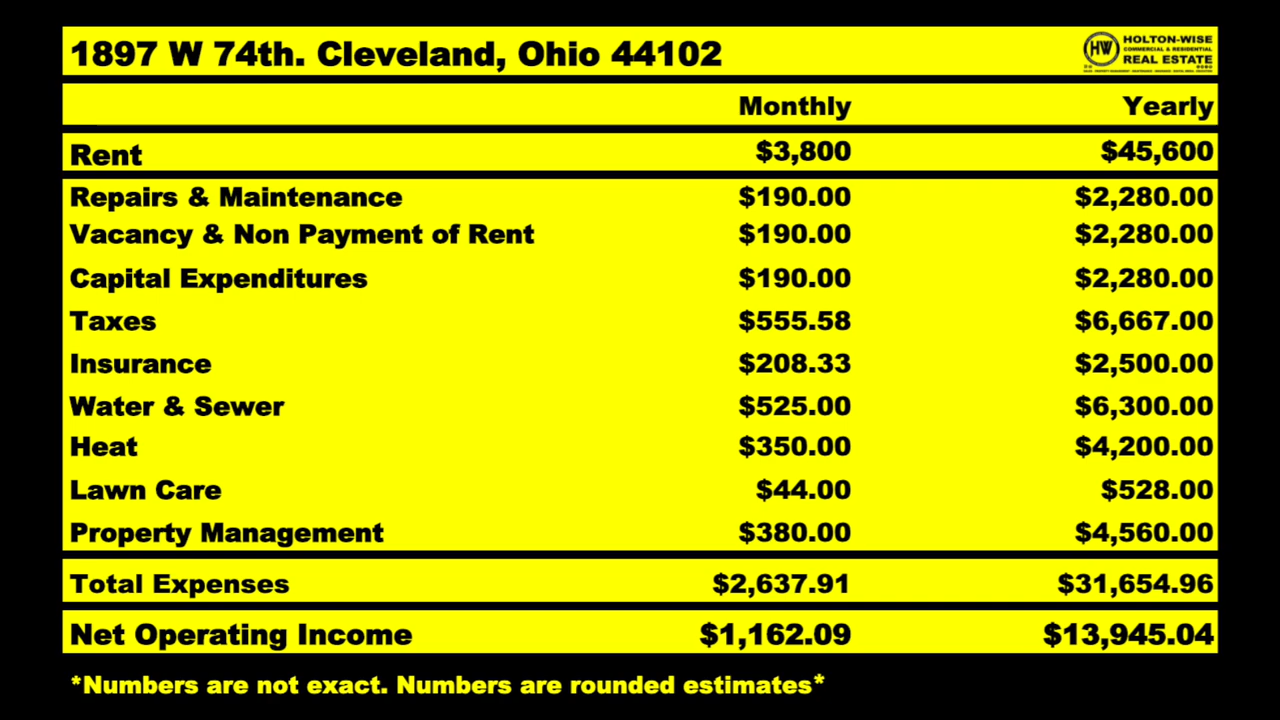 1897 W 74th. Cleveland, Ohio 44102
HW HOLTON-WISE
COMMERCIAL & RESIDENTIAL
REAL ESTATE
Monthly Yearly
Rent $3,800 $45,600
Repairs & Maintenance $190.00 $2,280.00
Vacancy & Non Payment of Rent $190.00 $2,280.00
Capital Expenditures $190.00 $2,280.00
Taxes $555.58 $6,667.00
Insurance $208.33 $2,500.00
Water & Sewer $525.00 $6,300.00
Heat $350.00 $4,200.00
Lawn Care $44.00 $528.00
Property Management $380.00 $4,560.00
Total Expenses $2,637.91 $31,654.96
Net Operating Income $1,162.09 $13,945.04
*Numbers are not exact. Numbers are rounded estimates*